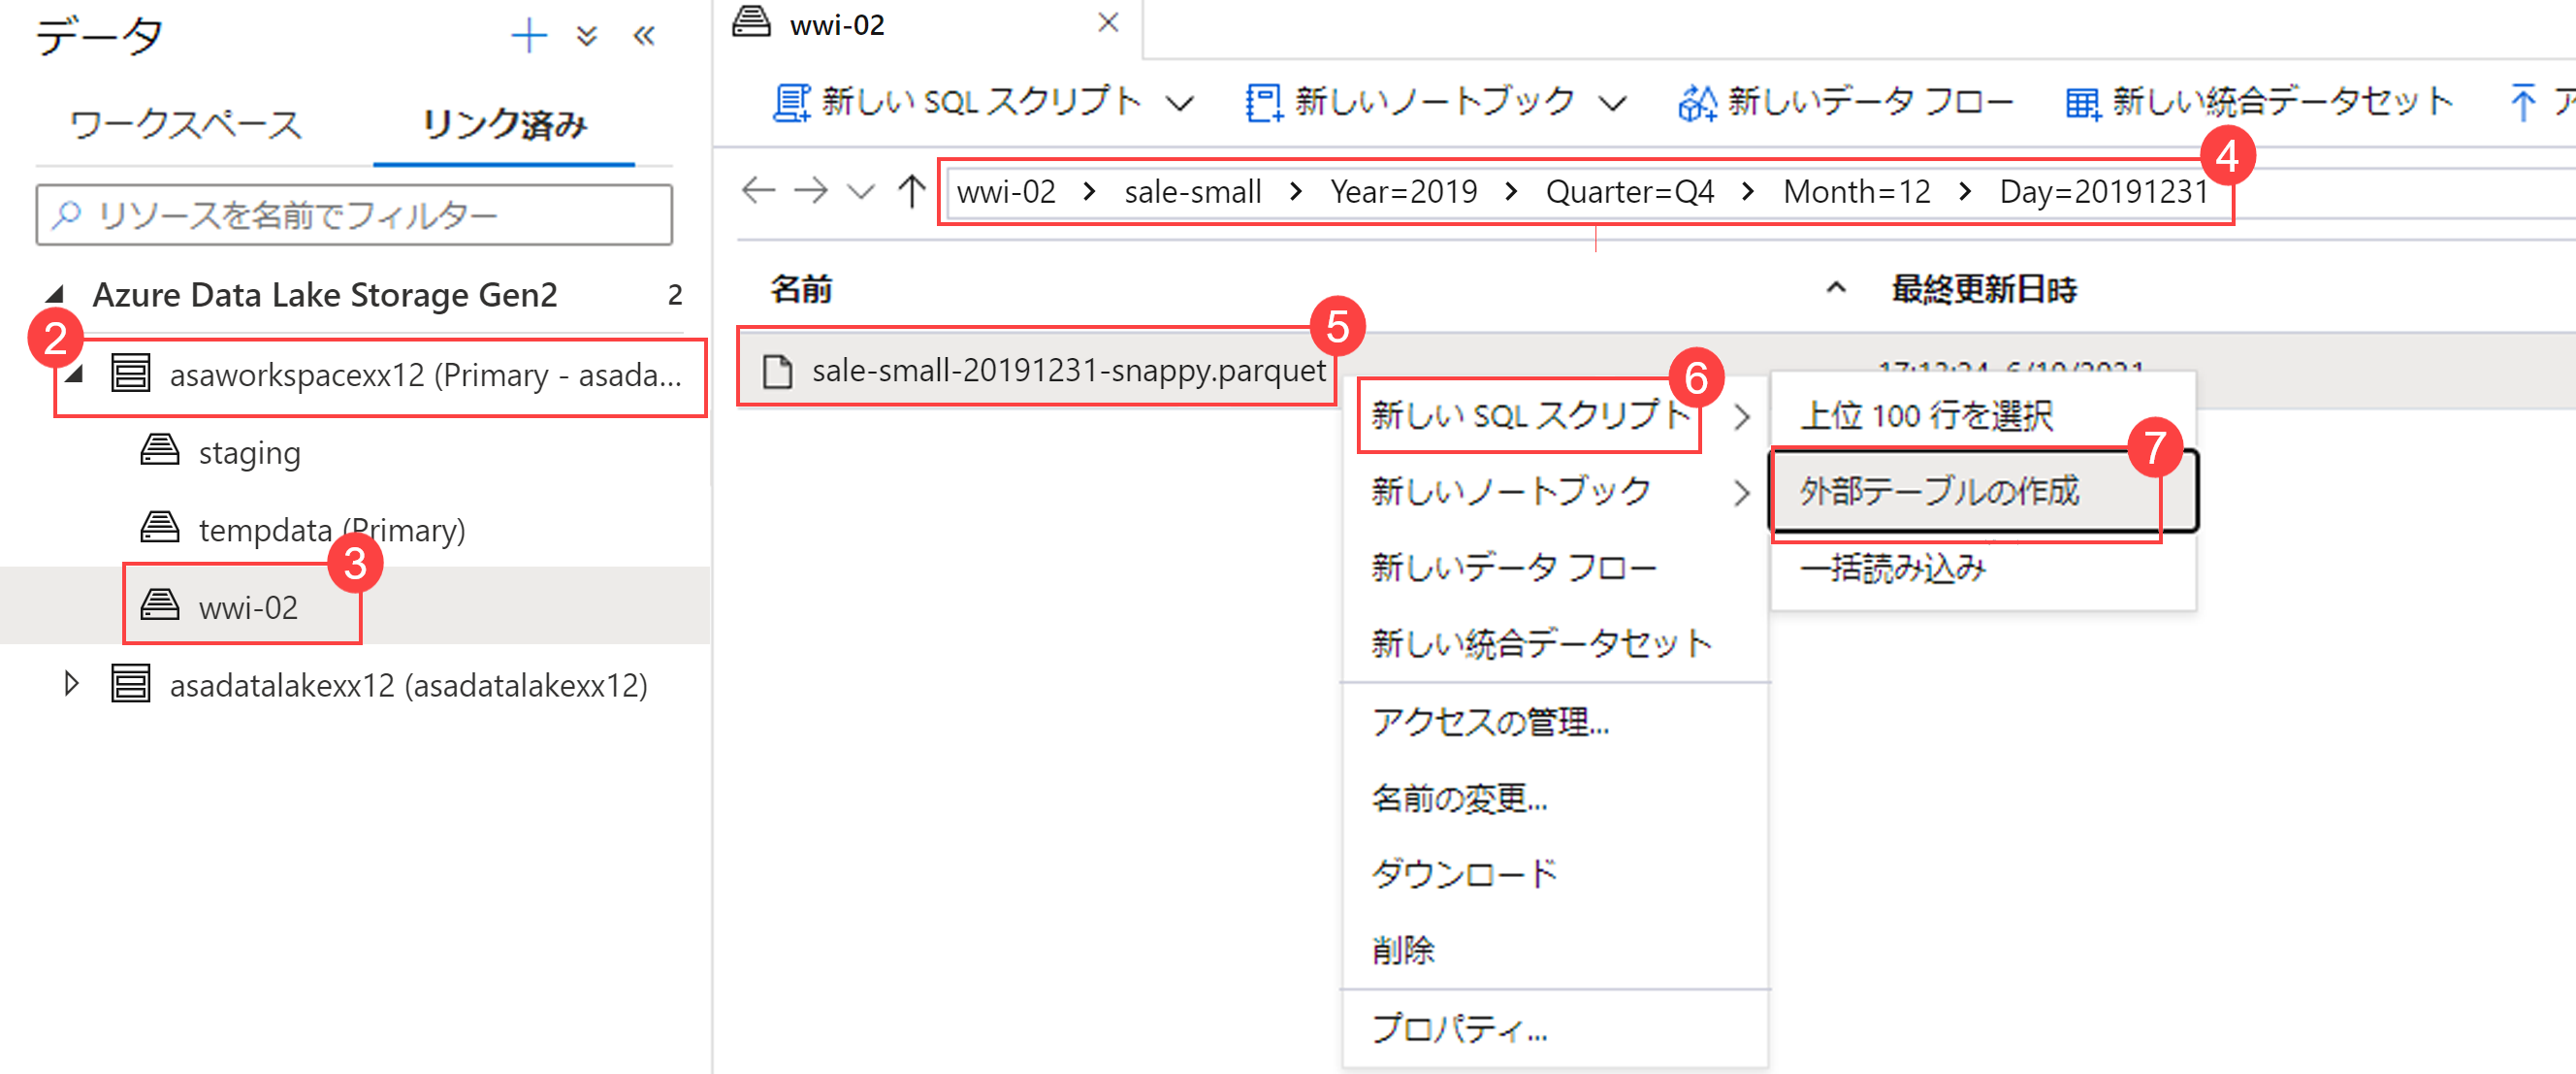 データ
ワークスペース リンク済み
リソースを名前でフィルター
Azure Data Lake Storage Gen2 2
2
asaworkspacexx12 (Primary - asada...
staging
tempdata (Primary)
3
wwi-02
asadatalakexx12 (asadatalakexx12)
wwi-02
新しい SQL スクリプト 新しいノートブック 新しいデータ フロー 新しい統合データセット
4
wwi-02 > sale-small > Year=2019 > Quarter=Q4 > Month=12 > Day=20191231
名前 最終更新日時
5
sale-small-20191231-snappy.parquet
6
新しい SQL スクリプト
新しいノートブック
新しいデータ フロー
新しい統合データセット
アクセスの管理...
名前の変更...
ダウンロード
削除
プロパティ...
上位 100 行を選択
7
外部テーブルの作成
一括読み込み